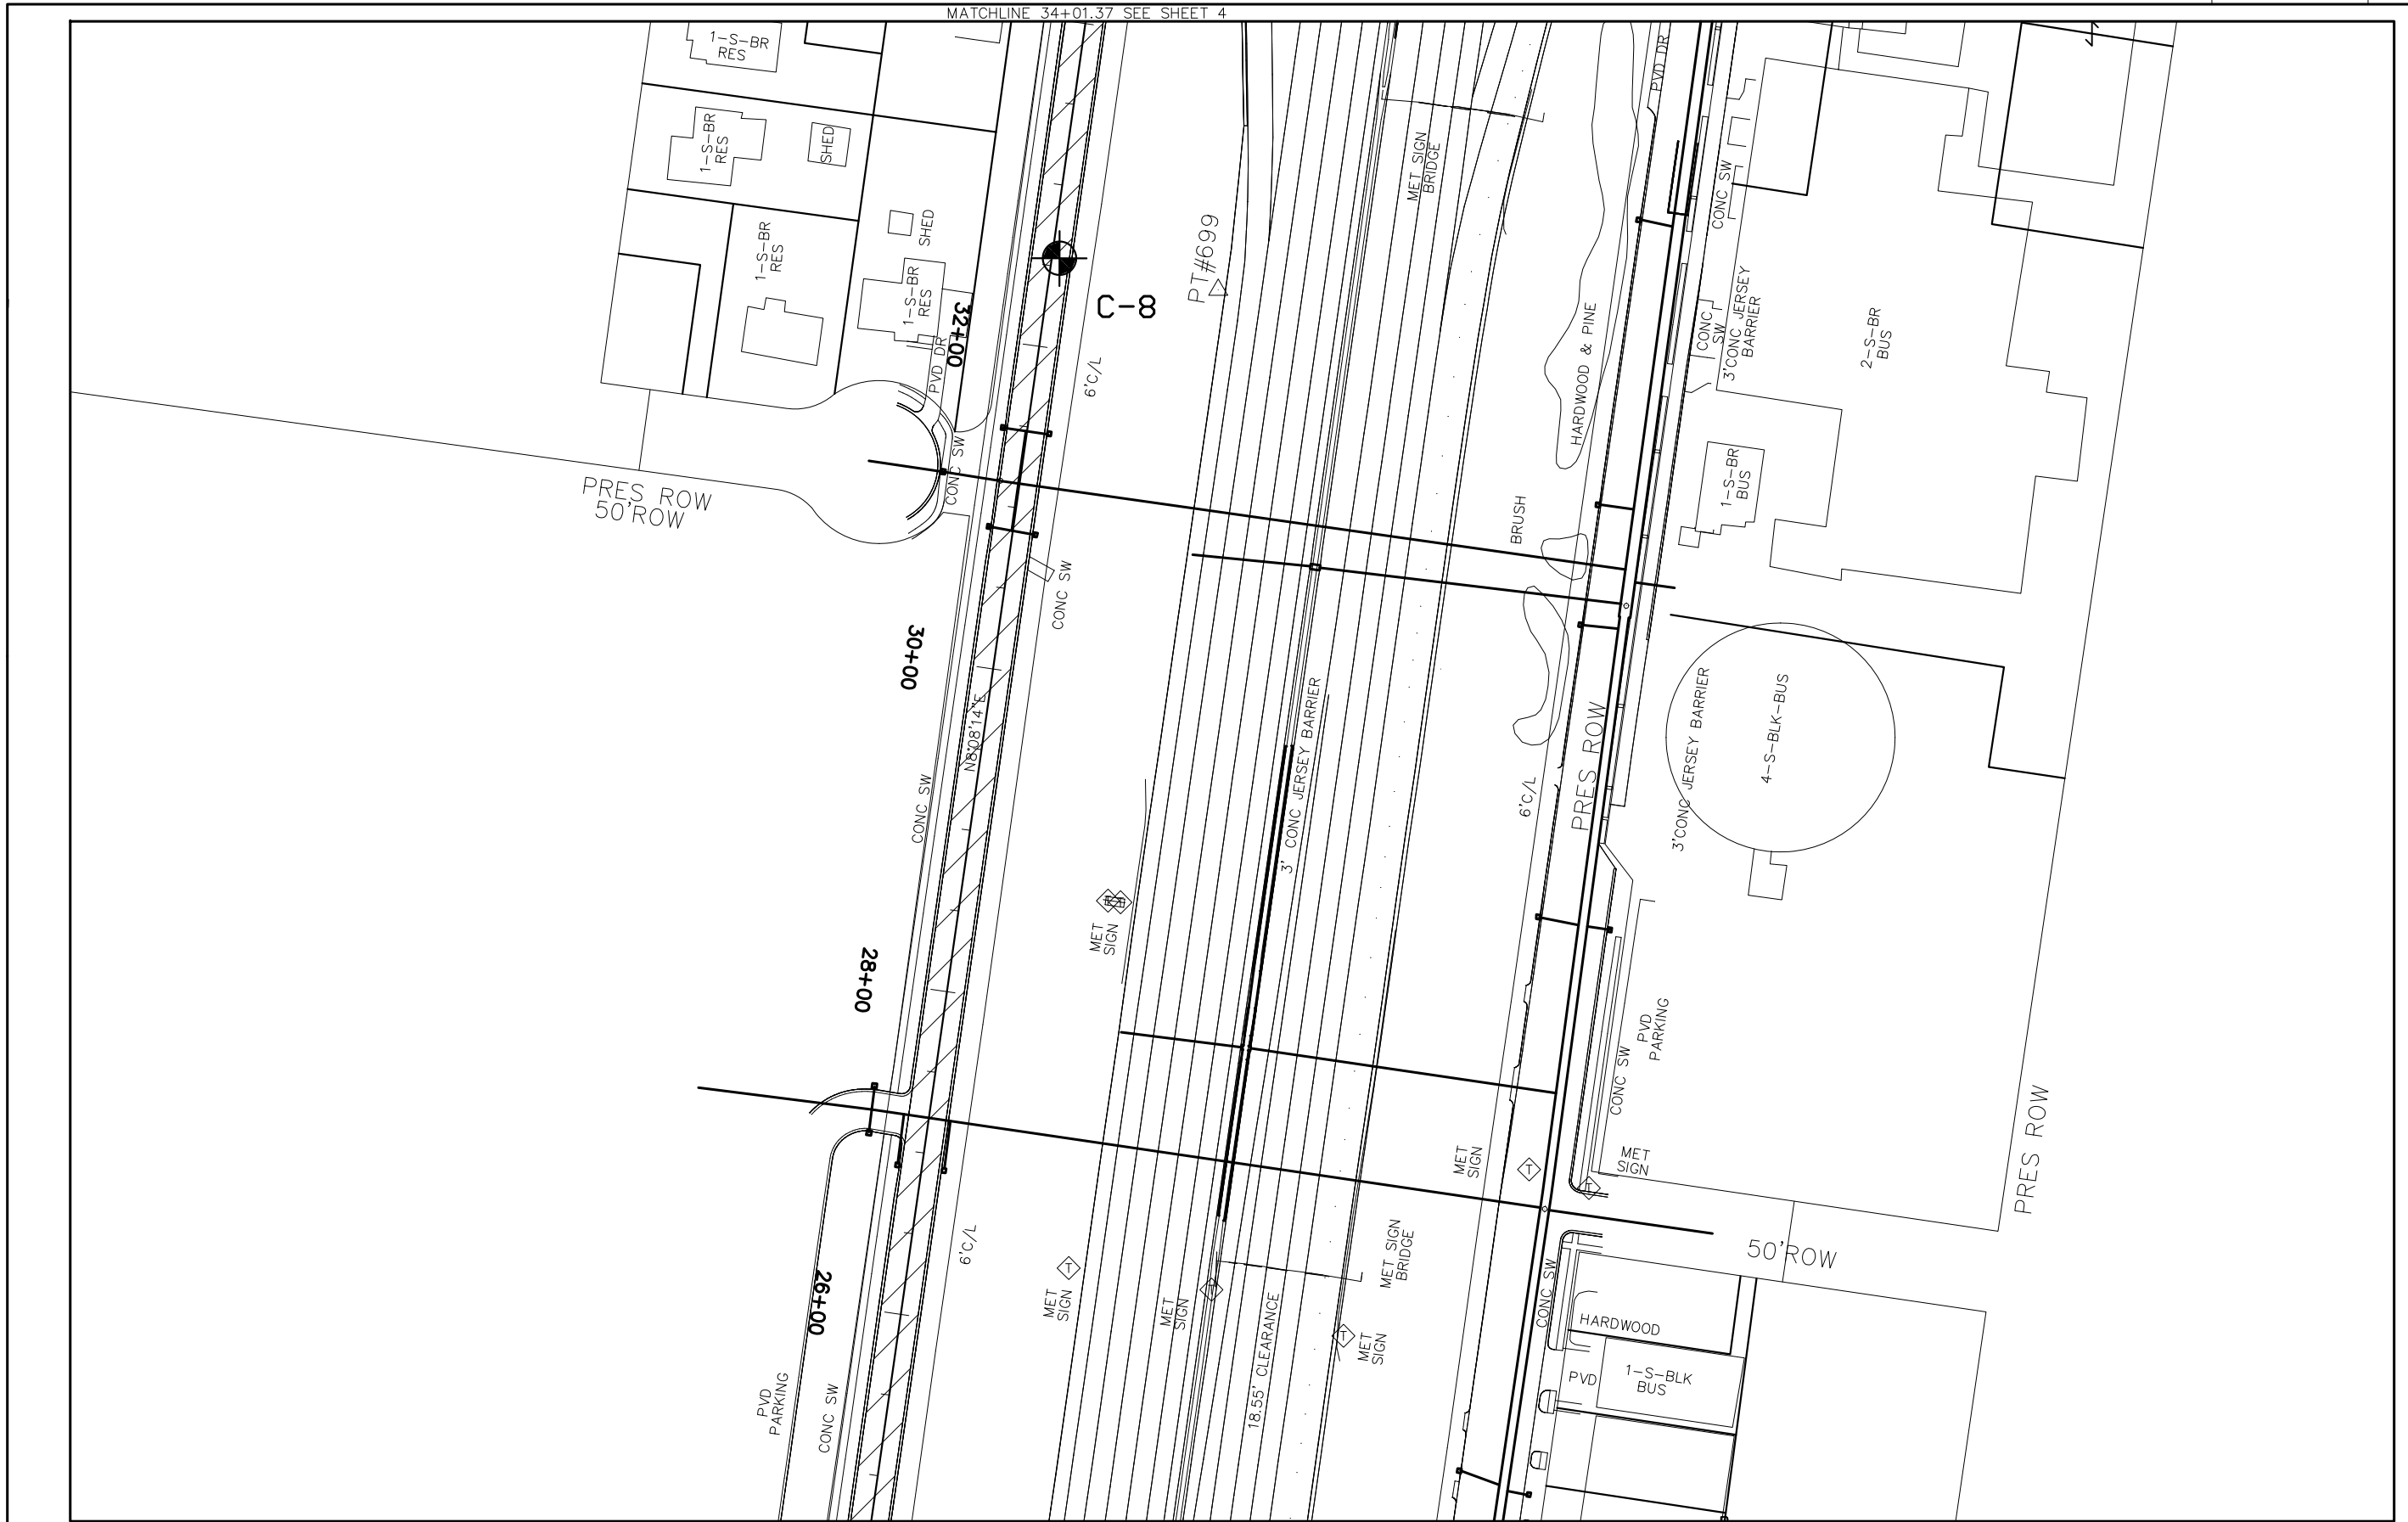 MATCHLINE 34+01.37 SEE SHEET 4
1-S-BR
RES
1-S-BR
RES
SHED
1-S-BR
RES
SHED
1-S-BR
RES
32+00
PVD DR
CONC SW
C-8
PT#699
6'C/L
MET SIGN
BRIDGE
PVD DR
CONC SW
CONC
SW
3'CONC JERSEY
BARRIER
HARDWOOD & PINE
2-S-BR
BUS
1-S-BR
BUS
BRUSH
PRES ROW
50'ROW
CONC SW
30+00
N8°08'14"E
CONC SW
3' CONC JERSEY BARRIER
6'C/L
PRES ROW
3'CONC JERSEY BARRIER
4-S-BLK-BUS
MET
SIGN
28+00
PVD
PARKING
CONC SW
MET
SIGN
T
MET
SIGN
T
PRES ROW
50'ROW
6'C/L
26+00
MET
SIGN
T
MET
SIGN
T
MET SIGN
BRIDGE
T
MET
SIGN
18.55' CLEARANCE
CONC SW
HARDWOOD
PVD
1-S-BLK
BUS
PVD
PARKING
CONC SW